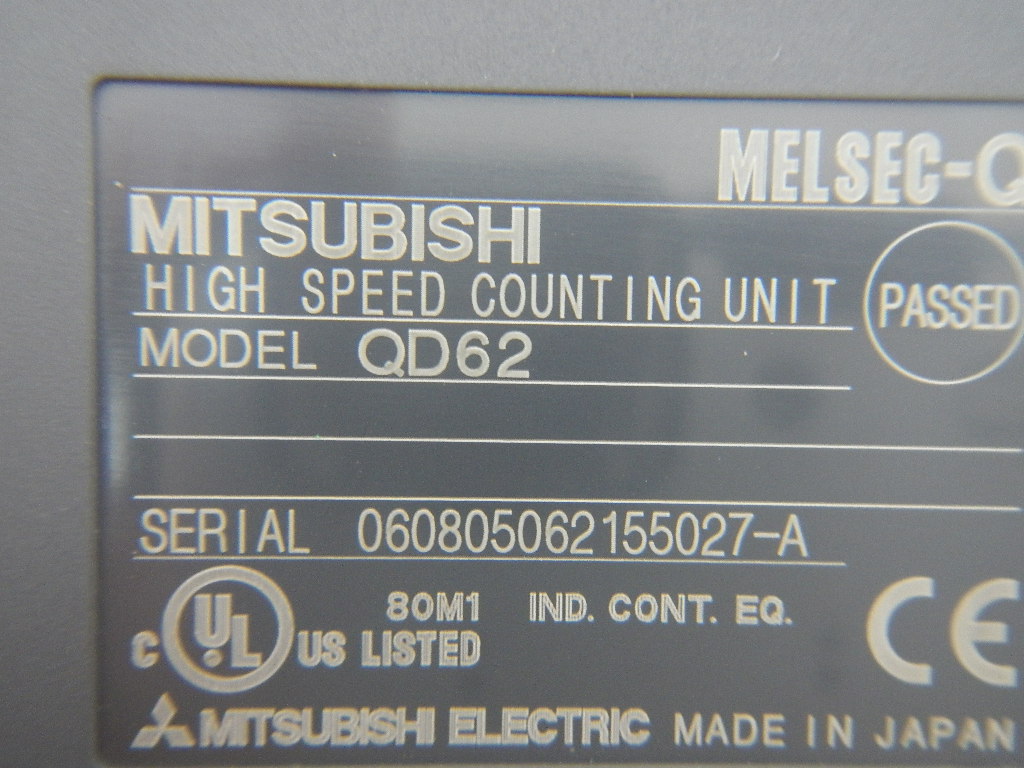 MELSEC-Q
MITSUBISHI
HIGH SPEED COUNTING UNIT
PASSED
MODEL QD62
SERIAL 060805062155027-A
C UL US LISTED
80M1 IND. CONT. EQ.
CE
MITSUBISHI ELECTRIC MADE IN JAPAN